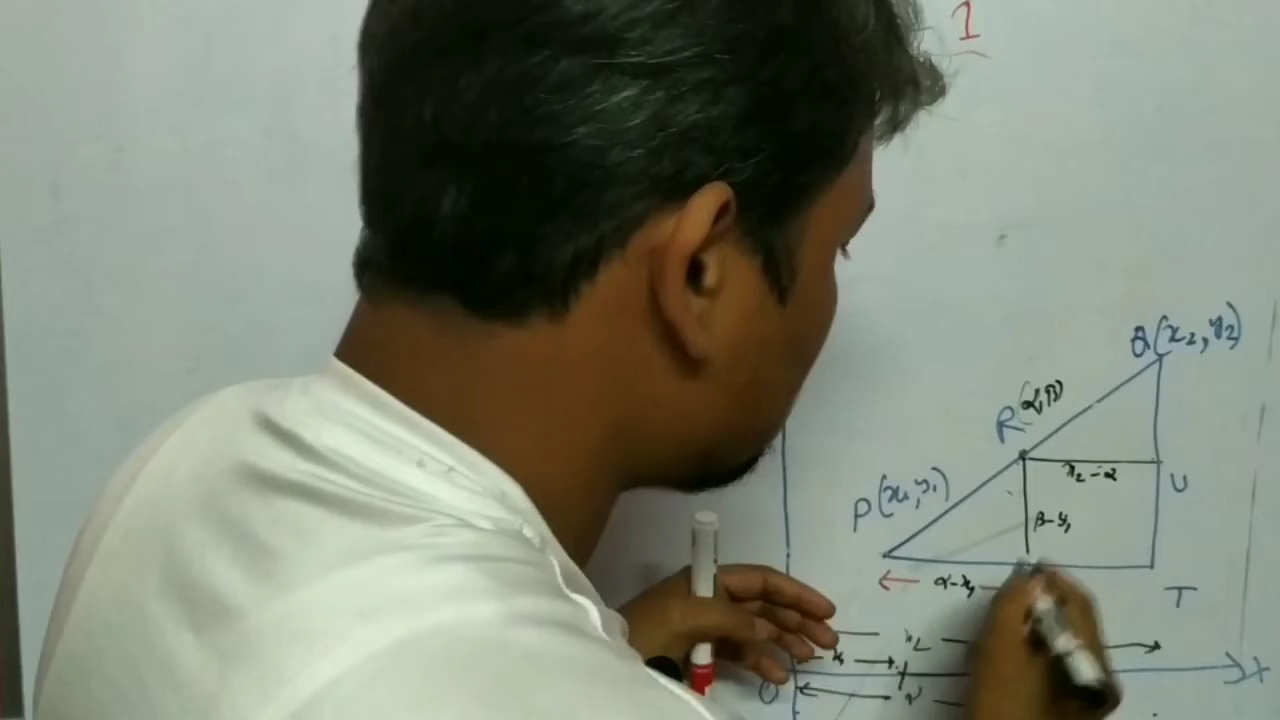 1
Q(x₂, y₂)
R(α, β)
x₂-α
P(x₁, y₁)
U
β-y₁
α-x₁
T
x₂
x₁
O
X